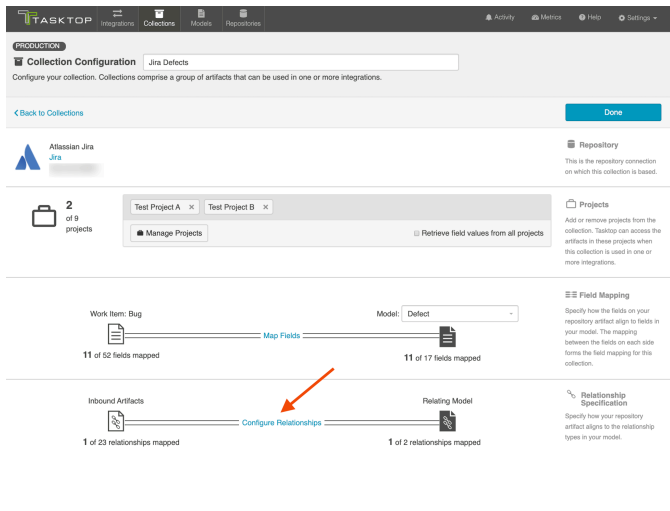 TASKTOP
Integrations
Collections
Models
Repositories
Activity
Metrics
Help
Settings
PRODUCTION
Collection Configuration
Jira Defects
Configure your collection. Collections comprise a group of artifacts that can be used in one or more integrations.
Back to Collections
Done
Atlassian Jira
Jira
Repository
This is the repository connection
on which this collection is based.
2
of 9
projects
Test Project A ×
Test Project B ×
Manage Projects
Retrieve field values from all projects
Projects
Add or remove projects from the
collection. Tasktop can access the
artifacts in these projects when
this collection is used in one or
more integrations.
Work Item: Bug
Model: Defect
Map Fields
11 of 52 fields mapped
11 of 17 fields mapped
Field Mapping
Specify how the fields on your
repository artifact align to fields in
your model. The mapping
between the fields on each side
forms the field mapping for this
collection.
Inbound Artifacts
Relating Model
Configure Relationships
1 of 23 relationships mapped
1 of 2 relationships mapped
Relationship
Specification
Specify how your repository
artifact aligns to the relationship
types in your model.